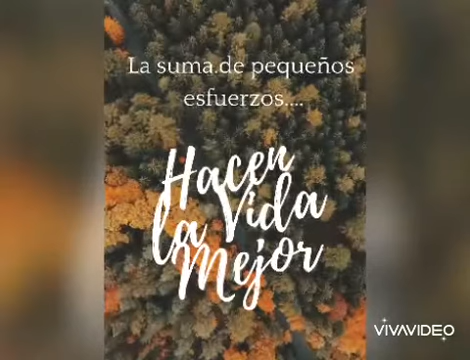 La suma de pequeños
esfuerzos....
Hacen
la Vida
Mejor
VIVAVIDEO